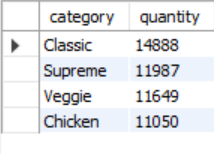 category quantity
Classic 14888
Supreme 11987
Veggie 11649
Chicken 11050